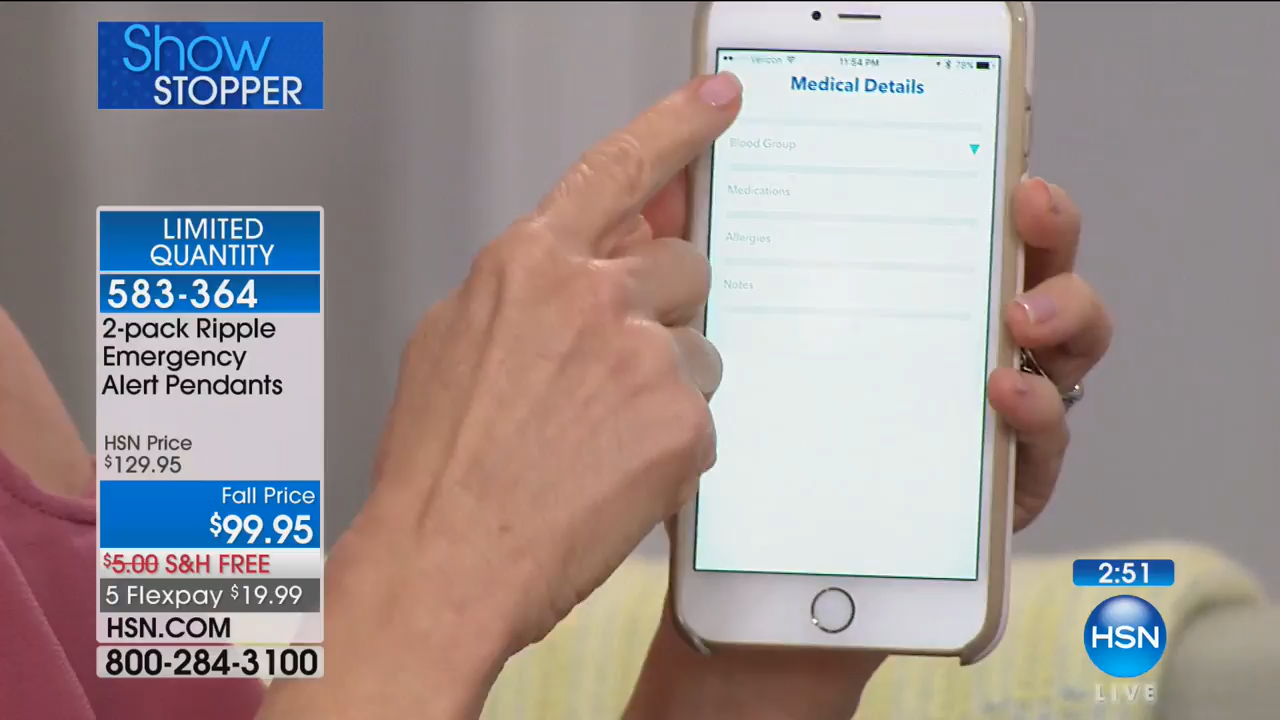 Show
STOPPER
LIMITED
QUANTITY
583-364
2-pack Ripple
Emergency
Alert Pendants
HSN Price
$129.95
Fall Price
$99.95
$5.00 S&H FREE
5 Flexpay $19.99
HSN.COM
800-284-3100
Verizon 11:54 PM 78%
Medical Details
Blood Group
Medications
Allergies
Notes
2:51
HSN
LIVE